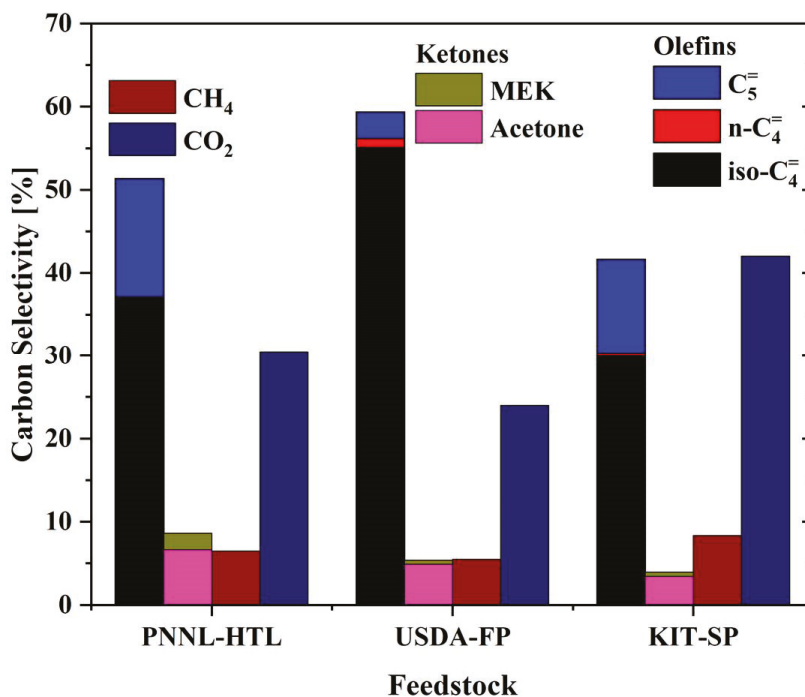 70
60
50
40
30
20
10
0
Carbon Selectivity [%]
CH₄
CO₂
Ketones
MEK
Acetone
Olefins
C₅⁼
n-C₄⁼
iso-C₄⁼
PNNL-HTL
USDA-FP
KIT-SP
Feedstock